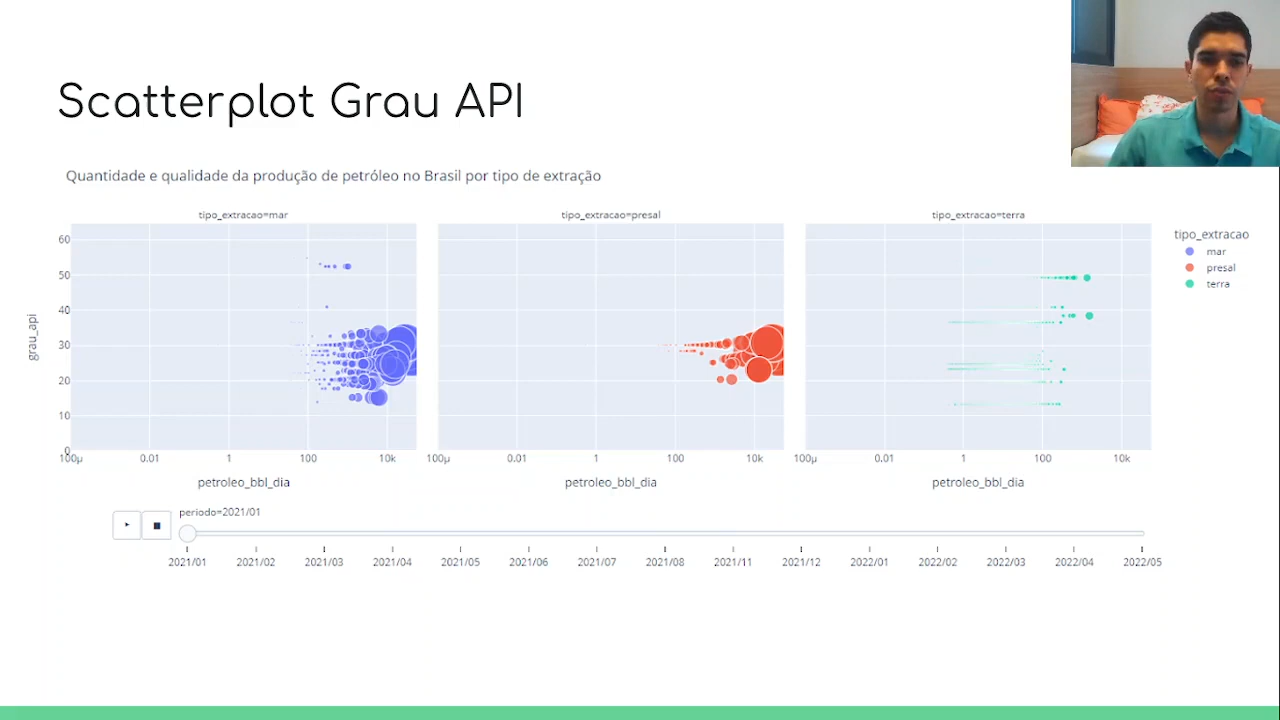 Scatterplot Grau API
Quantidade e qualidade da produção de petróleo no Brasil por tipo de extração
tipo_extracao=mar
tipo_extracao=presal
tipo_extracao=terra
tipo_extracao
mar
presal
terra
grau_api
60
50
40
30
20
10
0
100µ 0.01 1 100 10k
100µ 0.01 1 100 10k
100µ 0.01 1 100 10k
petroleo_bbl_dia
petroleo_bbl_dia
petroleo_bbl_dia
periodo=2021/01
2021/01 2021/02 2021/03 2021/04 2021/05 2021/06 2021/07 2021/08 2021/11 2021/12 2022/01 2022/02 2022/03 2022/04 2022/05